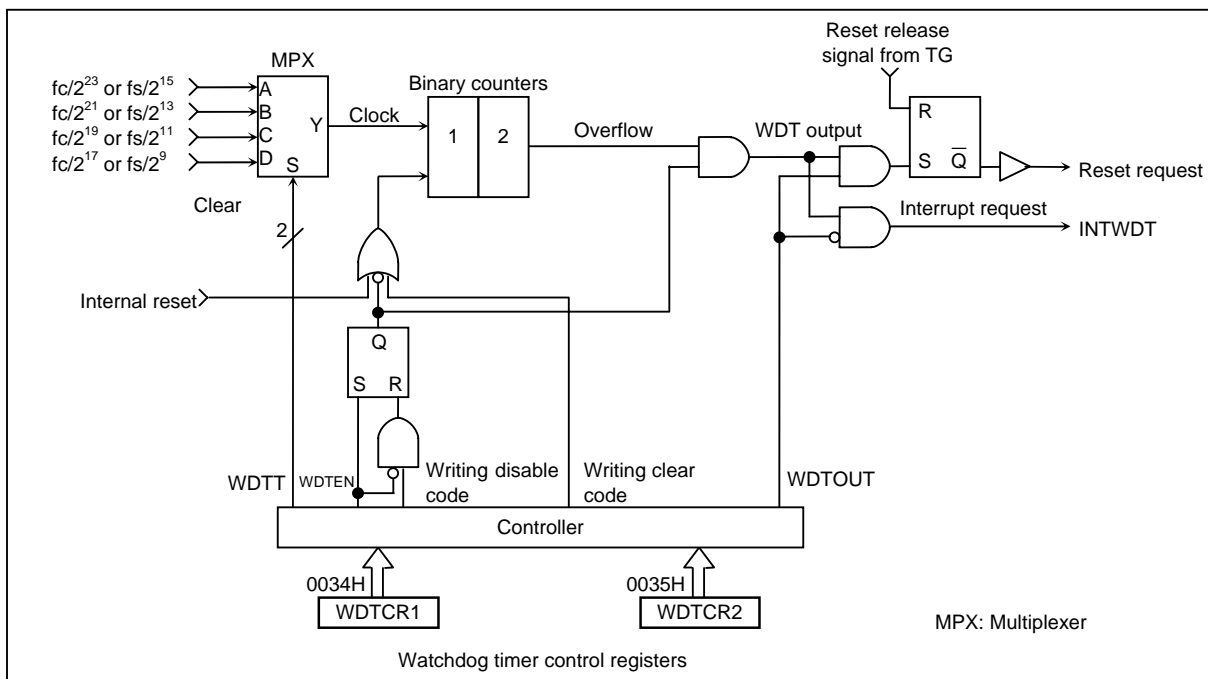 Reset release
signal from TG
MPX
fc/2²³ or fs/2¹⁵
fc/2²¹ or fs/2¹³
fc/2¹⁹ or fs/2¹¹
fc/2¹⁷ or fs/2⁹
A
B
C
D
S
Y
Clock
Binary counters
1
2
Overflow
WDT output
R
S
Q̅
Reset request
Interrupt request
INTWDT
Clear
2
Internal reset
Q
S
R
WDTT
WDTEN
Writing disable
code
Writing clear
code
WDTOUT
Controller
0034H
0035H
WDTCR1
WDTCR2
MPX: Multiplexer
Watchdog timer control registers